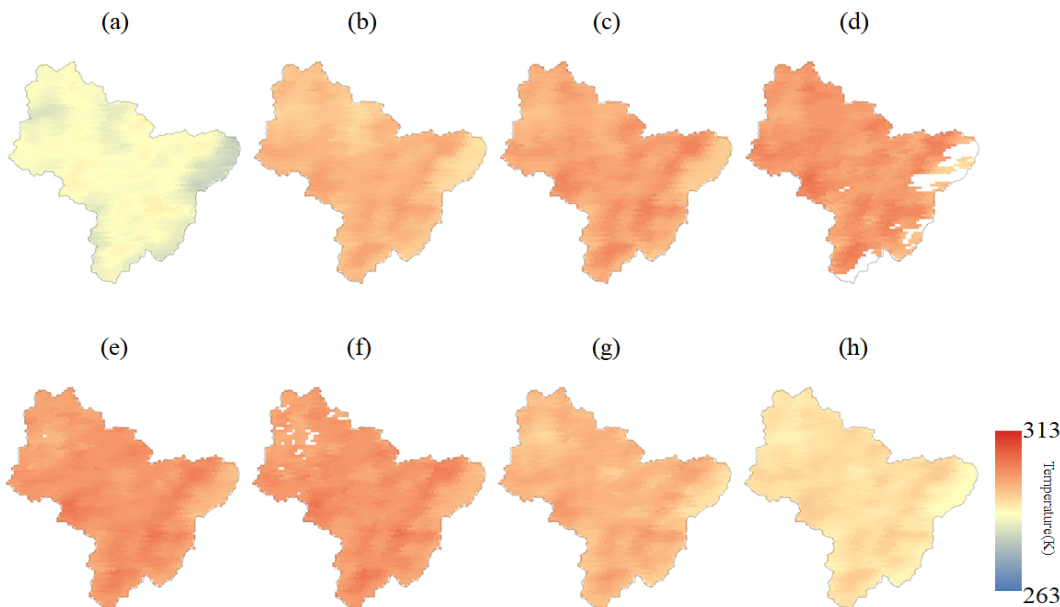 (a) (b) (c) (d)
(e) (f) (g) (h)
313
Temperature(K)
263